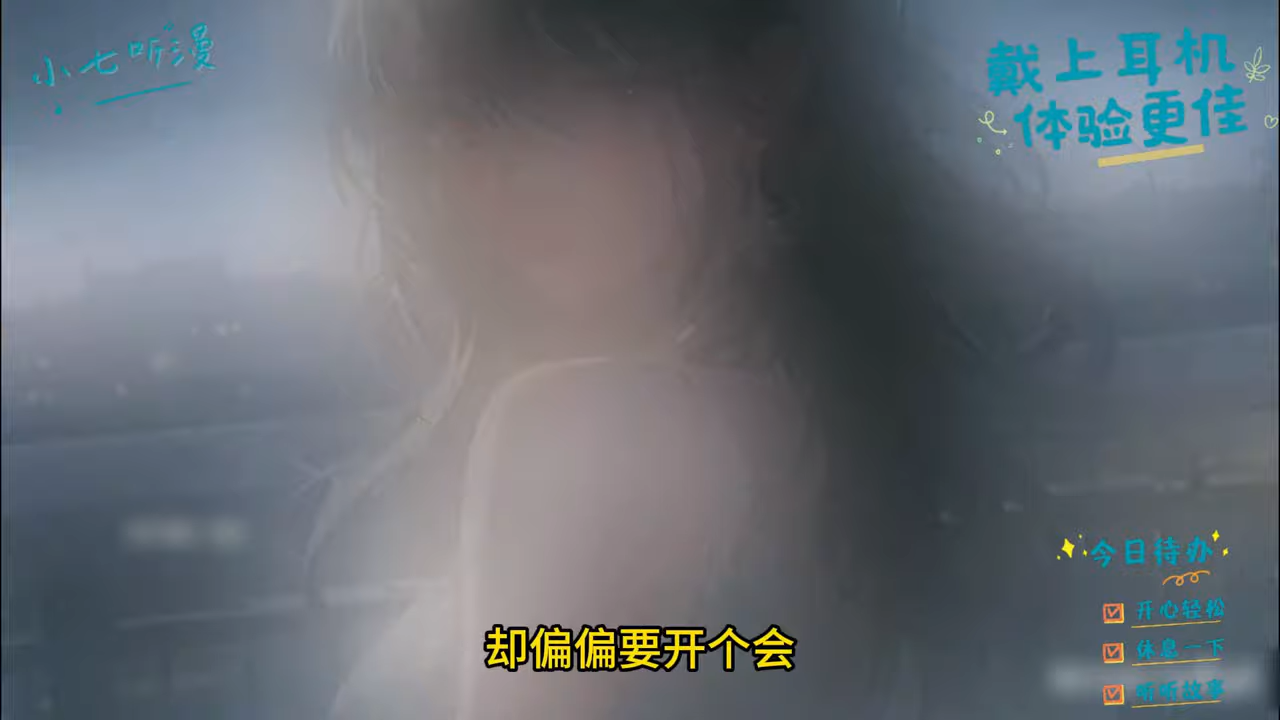 小七听漫
戴上耳机
体验更佳
今日待办
开心轻松
休息一下
听听故事
却偏偏要开个会